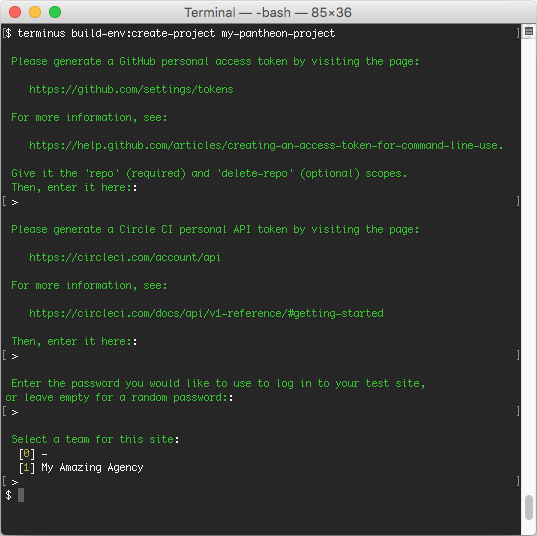 Terminal — -bash — 85×36
[$ terminus build-env:create-project my-pantheon-project ]
Please generate a GitHub personal access token by visiting the page:
https://github.com/settings/tokens
For more information, see:
https://help.github.com/articles/creating-an-access-token-for-command-line-use.
Give it the 'repo' (required) and 'delete-repo' (optional) scopes.
Then, enter it here::
[ > ]
Please generate a Circle CI personal API token by visiting the page:
https://circleci.com/account/api
For more information, see:
https://circleci.com/docs/api/v1-reference/#getting-started
Then, enter it here::
[ > ]
Enter the password you would like to use to log in to your test site,
or leave empty for a random password::
[ > ]
Select a team for this site:
[0] -
[1] My Amazing Agency
[ > ]
$